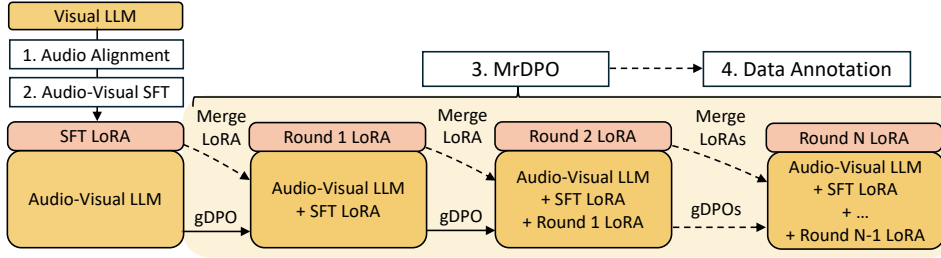 Visual LLM
1. Audio Alignment
2. Audio-Visual SFT
3. MrDPO
4. Data Annotation
SFT LoRA
Audio-Visual LLM
Merge
LoRA
gDPO
Round 1 LoRA
Audio-Visual LLM
+ SFT LoRA
Merge
LoRA
gDPO
Round 2 LoRA
Audio-Visual LLM
+ SFT LoRA
+ Round 1 LoRA
Merge
LoRAs
gDPOs
Round N LoRA
Audio-Visual LLM
+ SFT LoRA
+ ...
+ Round N-1 LoRA